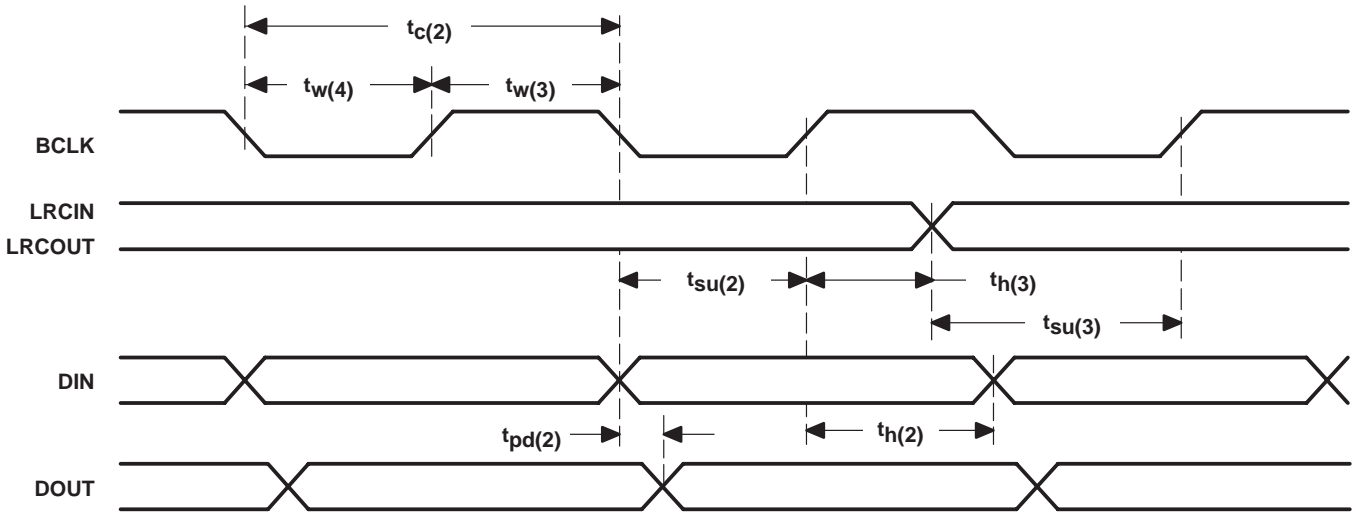 tc(2)
tw(4) tw(3)
BCLK
LRCIN
LRCOUT
tsu(2) th(3)
tsu(3)
DIN
tpd(2) th(2)
DOUT